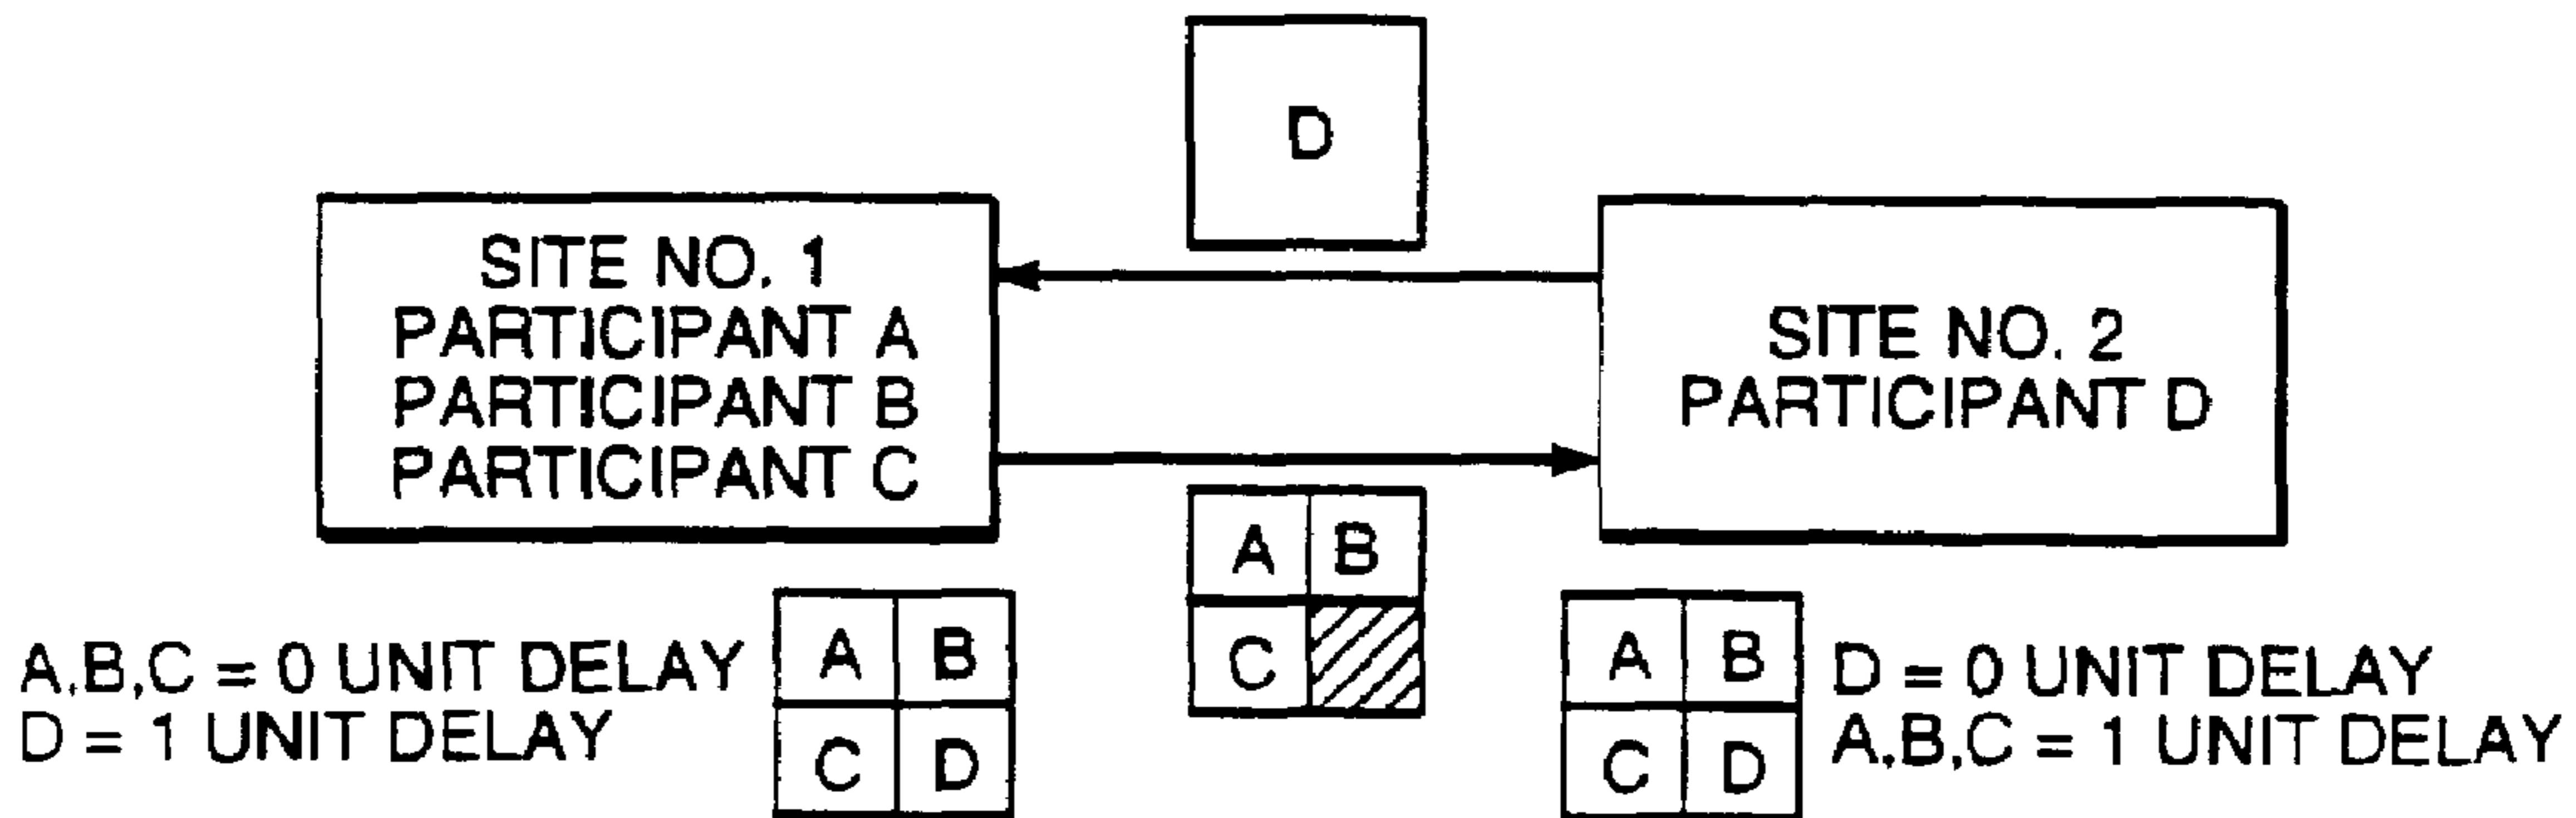 D
SITE NO. 1
PARTICIPANT A
PARTICIPANT B
PARTICIPANT C
SITE NO. 2
PARTICIPANT D
A B
C
A,B,C = 0 UNIT DELAY
D = 1 UNIT DELAY
A B
C D
A B
C D
D = 0 UNIT DELAY
A,B,C = 1 UNIT DELAY